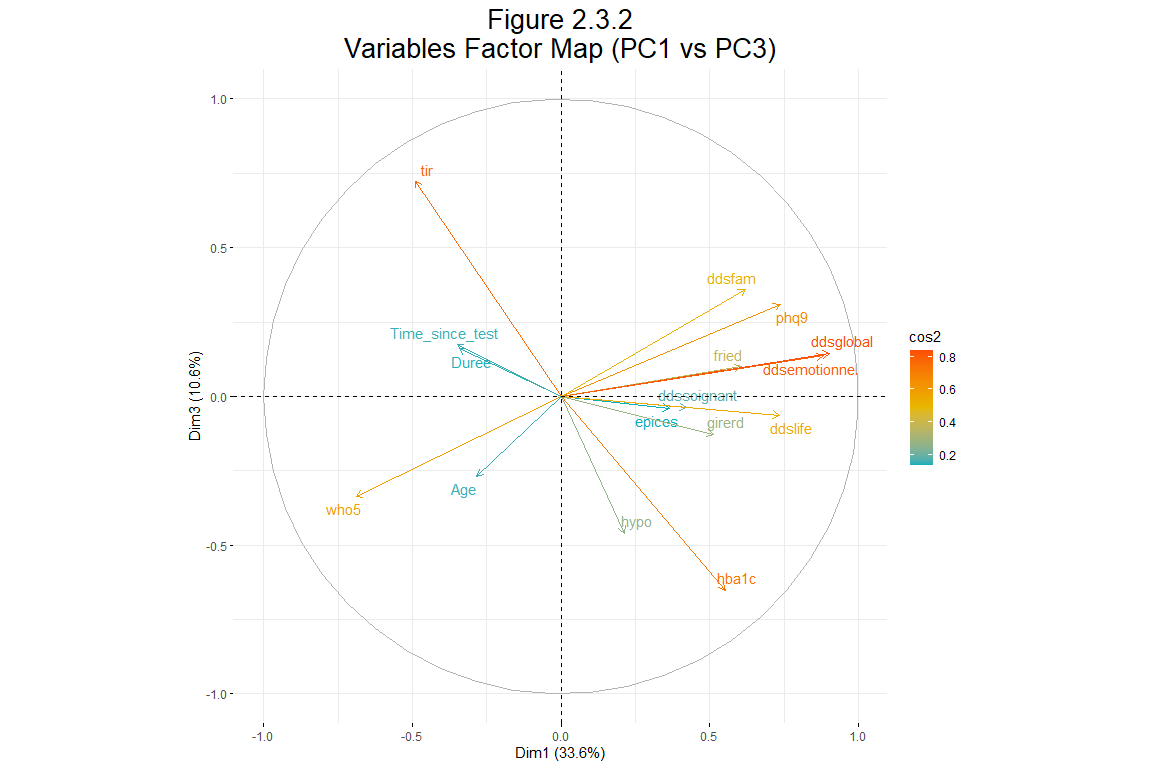 Figure 2.3.2
Variables Factor Map (PC1 vs PC3)
Dim3 (10.6%)
1.0
0.5
0.0
-0.5
-1.0
tir
ddsfam
phq9
Time_since_test
ddsglobal
fried
Duree
ddsemotionnel
ddssoignant
epices
girerd
ddslife
Age
who5
hypo
hba1c
-1.0 -0.5 0.0 0.5 1.0
Dim1 (33.6%)
cos2
0.8
0.6
0.4
0.2